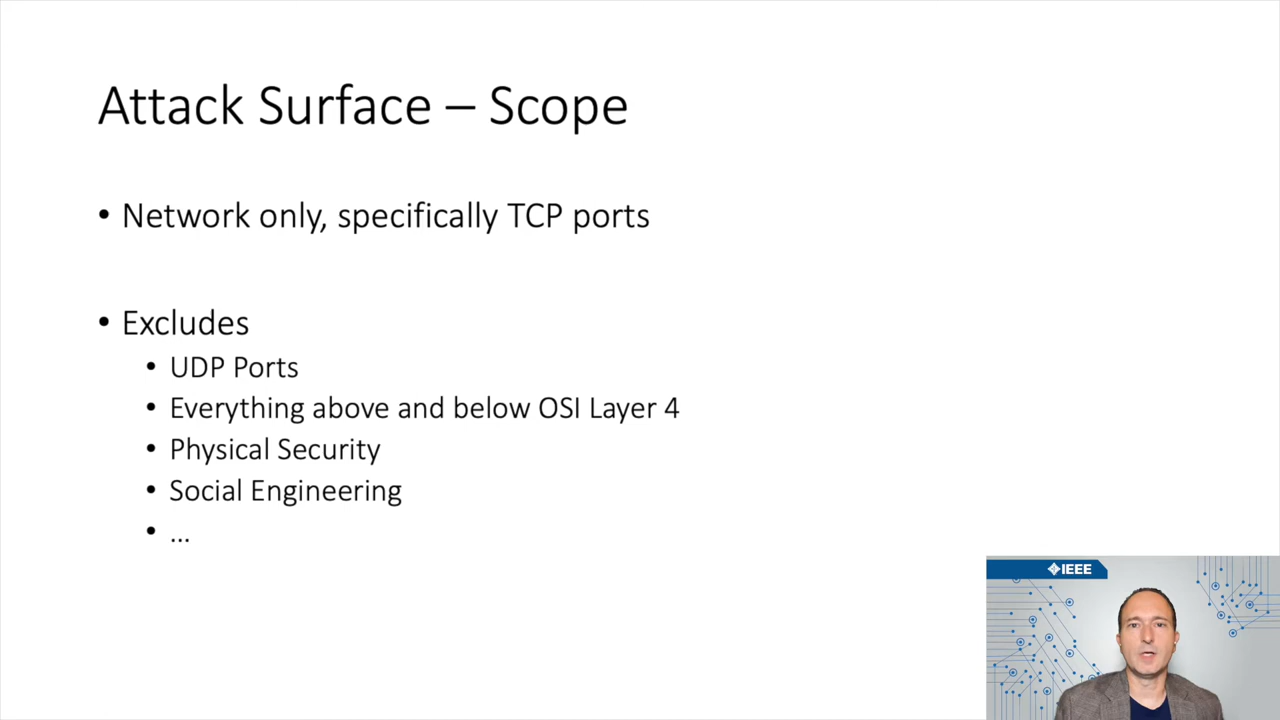 Attack Surface – Scope
• Network only, specifically TCP ports
• Excludes
• UDP Ports
• Everything above and below OSI Layer 4
• Physical Security
• Social Engineering
• ...
IEEE